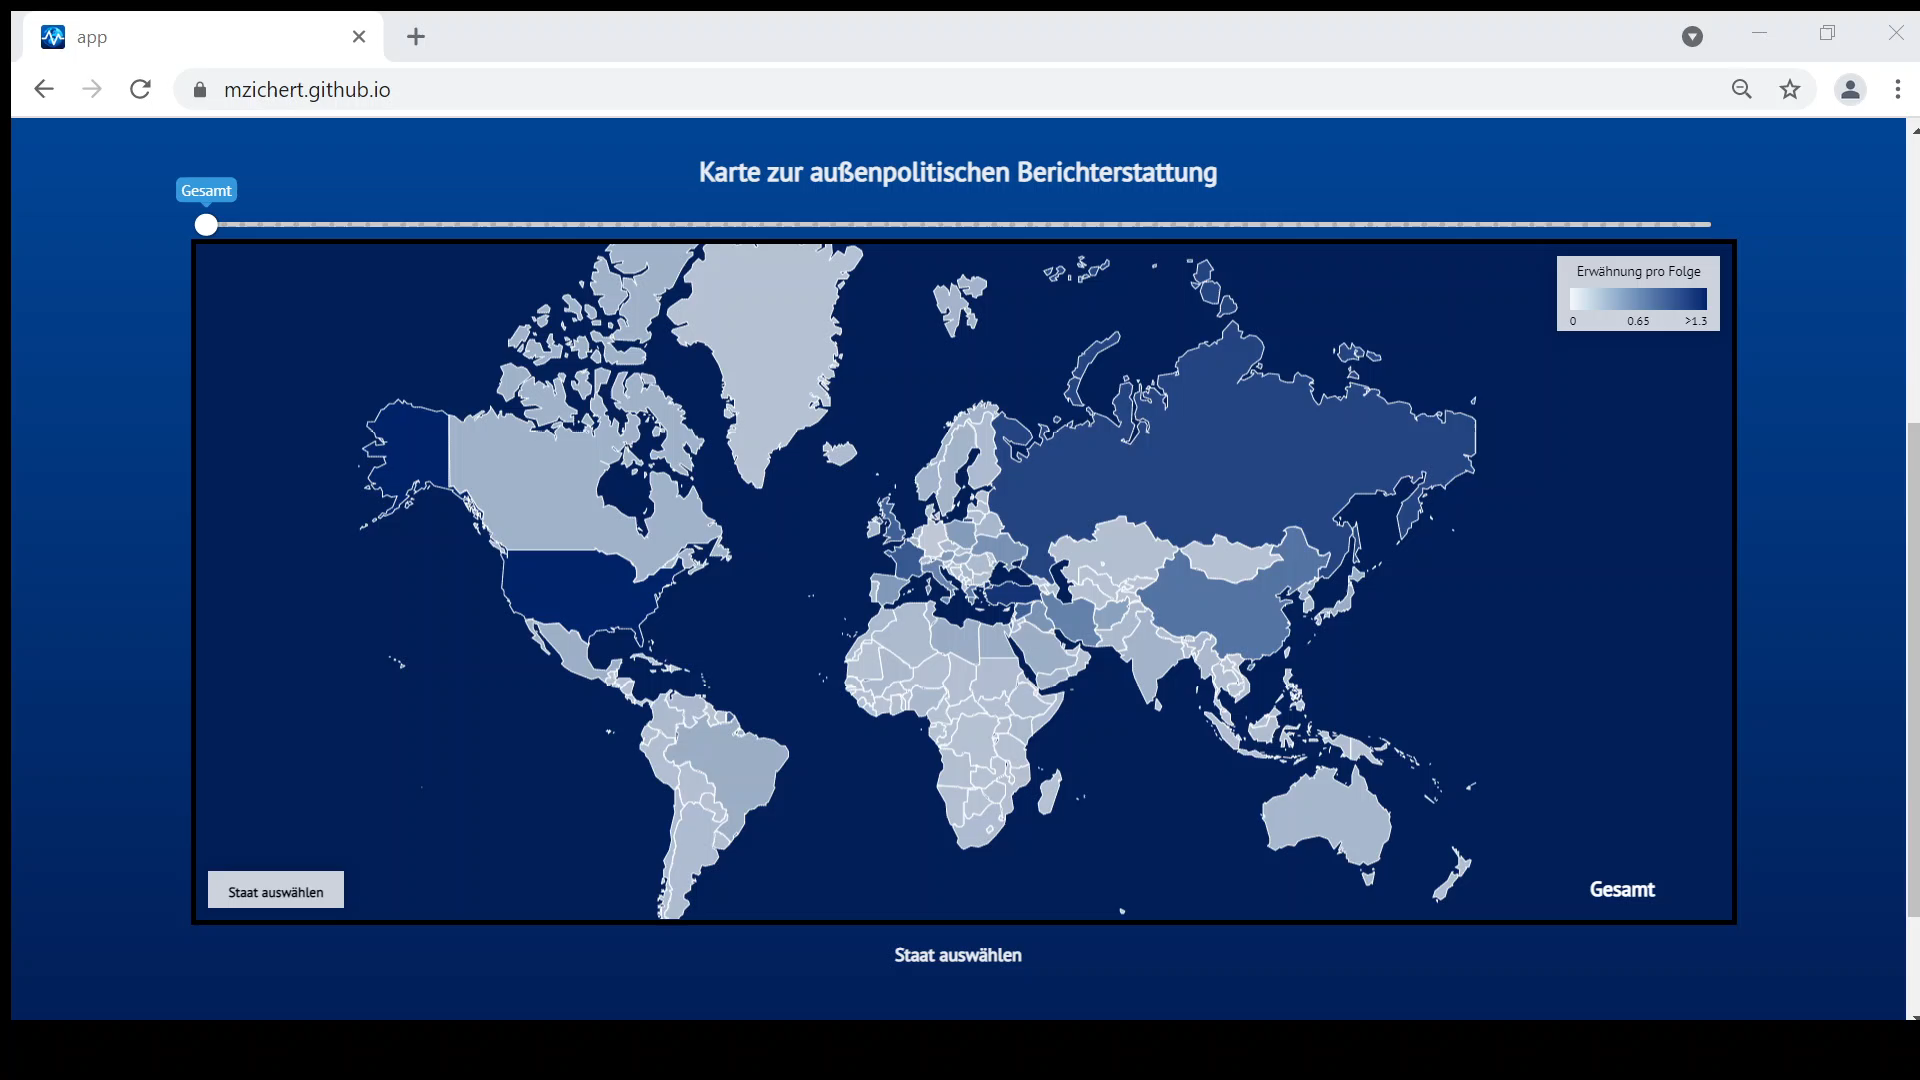 app
mzichert.github.io
Karte zur außenpolitischen Berichterstattung
Gesamt
Erwähnung pro Folge
0 0.65 >1.3
Staat auswählen
Gesamt
Staat auswählen